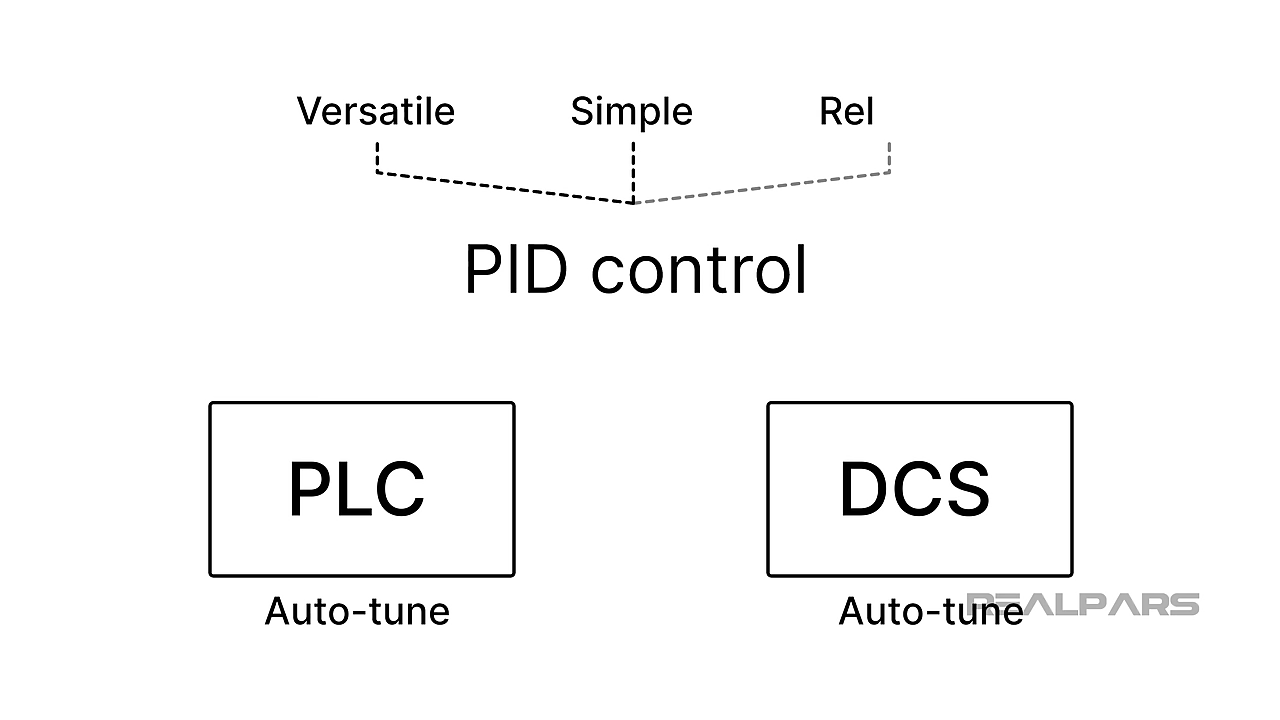 Versatile Simple Rel
PID control
PLC DCS
Auto-tune Auto-tune
REALPARS